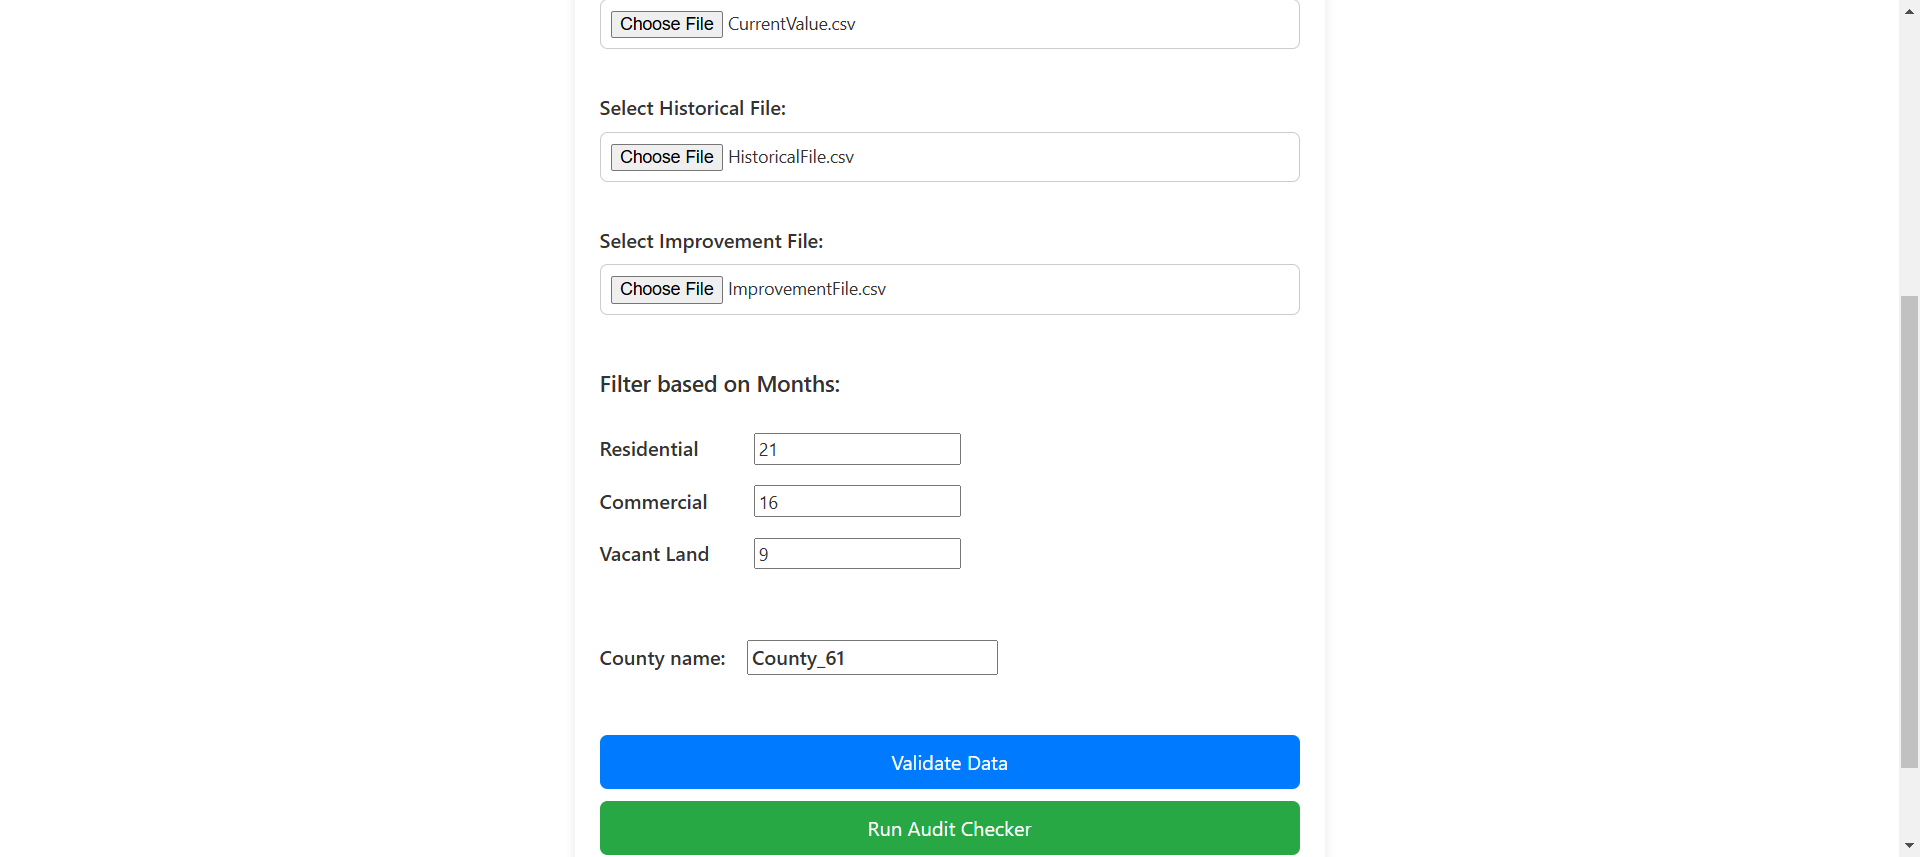 Choose File CurrentValue.csv
Select Historical File:
Choose File HistoricalFile.csv
Select Improvement File:
Choose File ImprovementFile.csv
Filter based on Months:
Residential 21
Commercial 16
Vacant Land 9
County name: County_61
Validate Data
Run Audit Checker